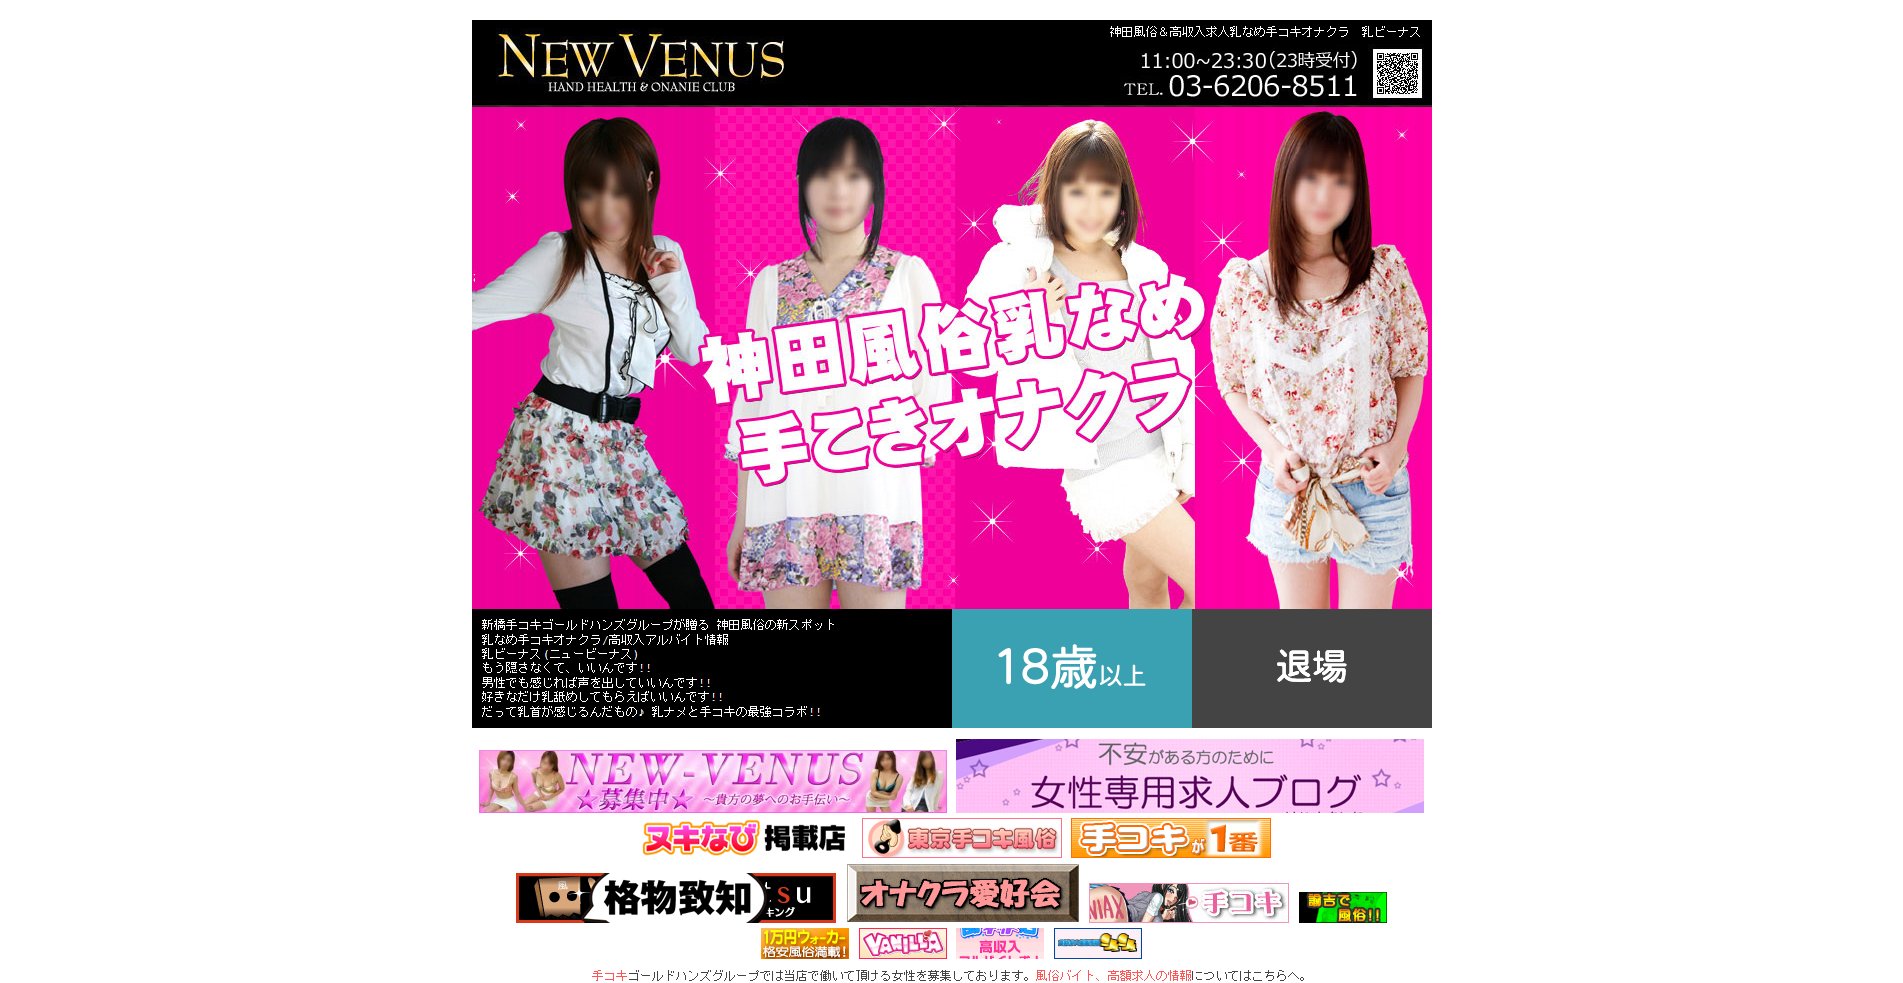 神田風俗＆高収入求人乳なめ手コキオナクラ　乳ビーナス
NEW VENUS
HAND HEALTH & ONANIE CLUB
11:00~23:30(23時受付)
TEL. 03-6206-8511
神田風俗乳なめ
手こきオナクラ
新橋手コキゴールドハンズグループが贈る 神田風俗の新スポット
乳なめ手コキオナクラ/高収入アルバイト情報
乳ビーナス(ニュービーナス)
もう隠さなくて、いいんです!!
男性でも感じれば声を出していいんです!!
好きなだけ乳舐めしてもらえばいいんです!!
だって乳首が感じるんだもの♪ 乳ナメと手コキの最強コラボ!!
18歳以上
退場
NEW-VENUS
☆募集中☆ ～貴方の夢へのお手伝い～
不安がある方のために
女性専用求人ブログ
ヌキなび 掲載店
東京手コキ風俗
手コキが1番
格物致知
su
キング
オナクラ愛好会
手コキ
諭吉で
風俗!!
1万円ウォーカー
格安風俗満載!
VANILLA
高収入
手コキゴールドハンズグループでは当店で働いて頂ける女性を募集しております。風俗バイト、高額求人の情報についてはこちらへ。